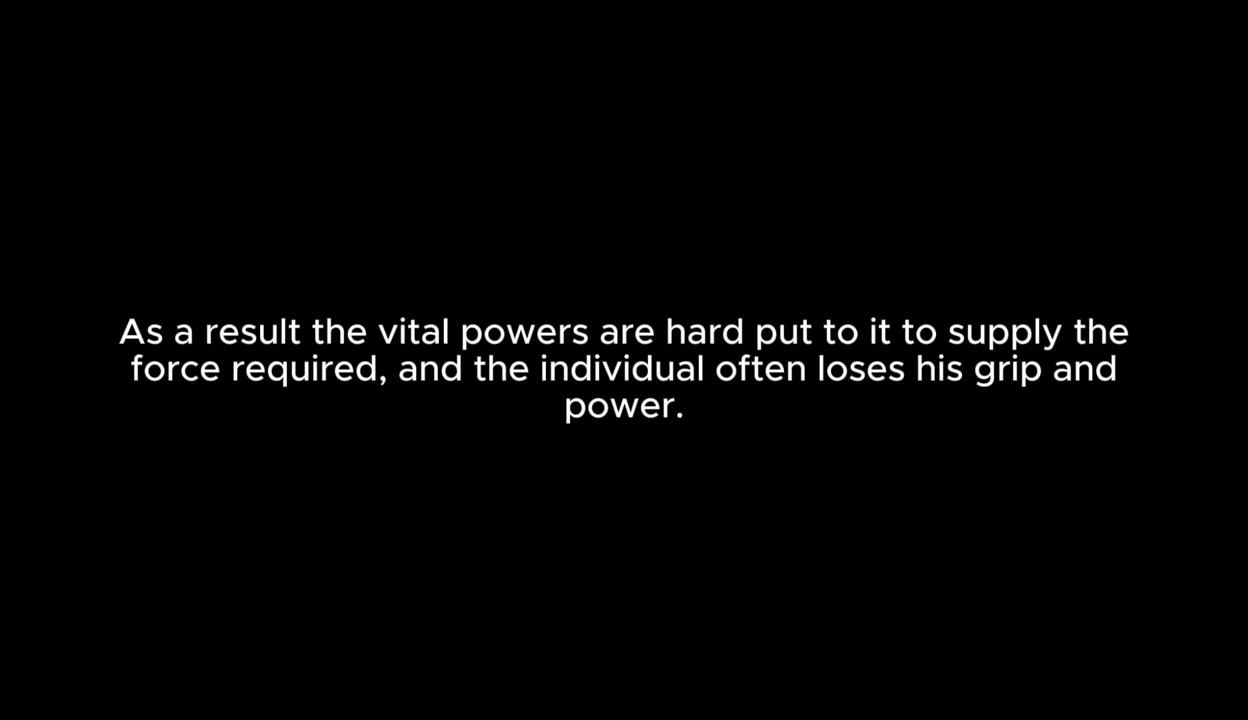 As a result the vital powers are hard put to it to supply the
force required, and the individual often loses his grip and
power.